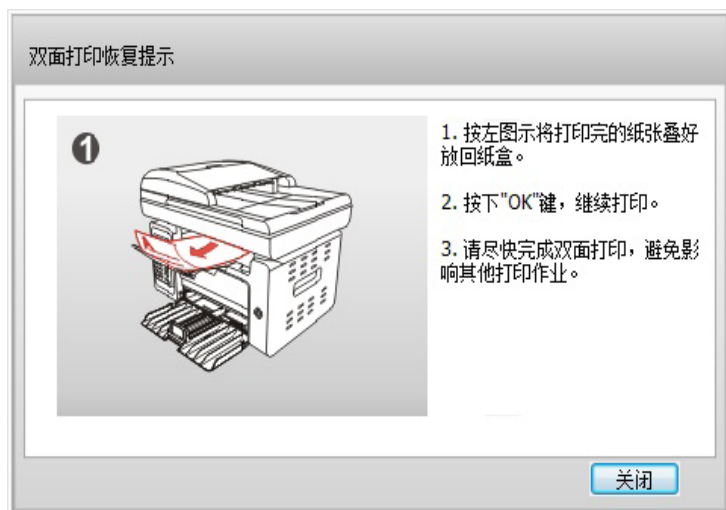 双面打印恢复提示
❶
1. 按左图示将打印完的纸张叠好
放回纸盒。
2. 按下"OK"键，继续打印。
3. 请尽快完成双面打印，避免影
响其他打印作业。
关闭